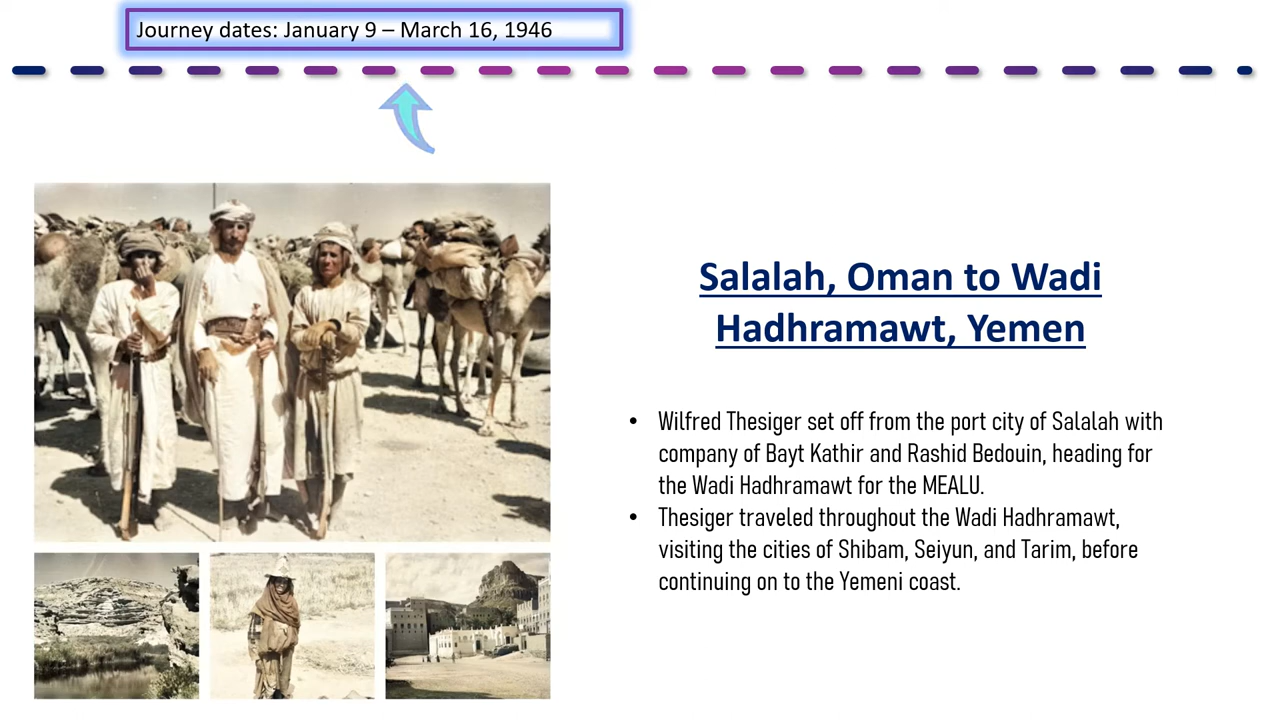 Journey dates: January 9 – March 16, 1946
Salalah, Oman to Wadi
Hadhramawt, Yemen
• Wilfred Thesiger set off from the port city of Salalah with
company of Bayt Kathir and Rashid Bedouin, heading for
the Wadi Hadhramawt for the MEALU.
• Thesiger traveled throughout the Wadi Hadhramawt,
visiting the cities of Shibam, Seiyun, and Tarim, before
continuing on to the Yemeni coast.